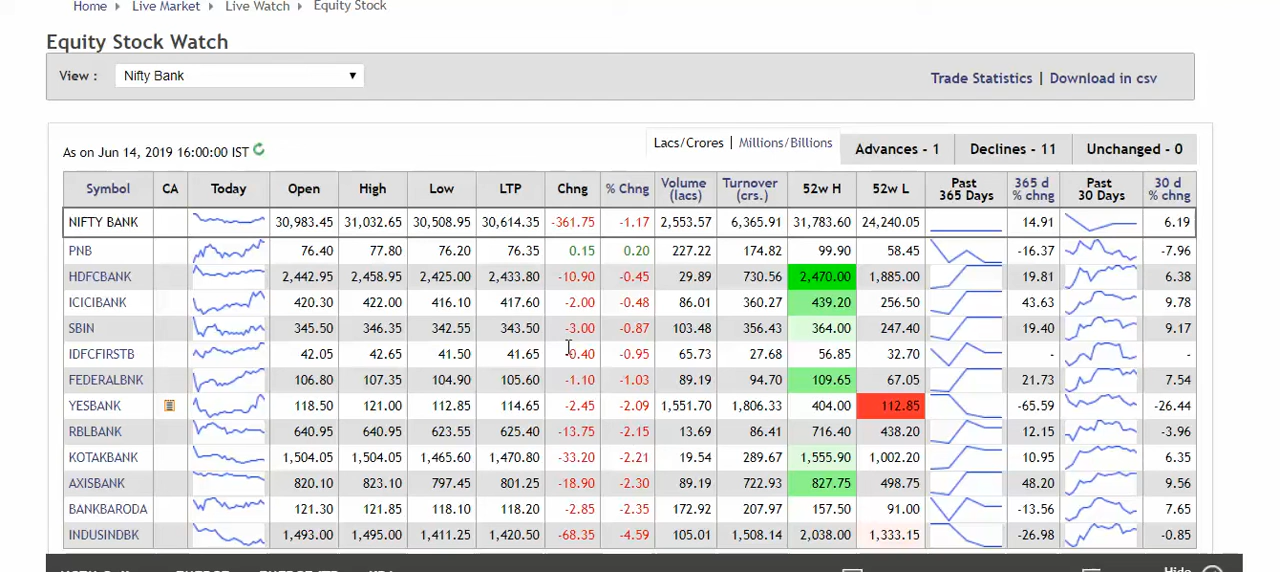 Home Live Market Live Watch Equity Stock
Equity Stock Watch
View : Nifty Bank Trade Statistics | Download in csv
As on Jun 14, 2019 16:00:00 IST Lacs/Crores | Millions/Billions Advances - 1 Declines - 11 Unchanged - 0
Symbol CA Today Open High Low LTP Chng % Chng Volume (lacs) Turnover (crs.) 52w H 52w L Past 365 Days 365 d % chng Past 30 Days 30 d % chng
NIFTY BANK 30,983.45 31,032.65 30,508.95 30,614.35 -361.75 -1.17 2,553.57 6,365.91 31,783.60 24,240.05 14.91 6.19
PNB 76.40 77.80 76.20 76.35 0.15 0.20 227.22 174.82 99.90 58.45 -16.37 -7.96
HDFCBANK 2,442.95 2,458.95 2,425.00 2,433.80 -10.90 -0.45 29.89 730.56 2,470.00 1,885.00 19.81 6.38
ICICIBANK 420.30 422.00 416.10 417.60 -2.00 -0.48 86.01 360.27 439.20 256.50 43.63 9.78
SBIN 345.50 346.35 342.55 343.50 -3.00 -0.87 103.48 356.43 364.00 247.40 19.40 9.17
IDFCFIRSTB 42.05 42.65 41.50 41.65 -0.40 -0.95 65.73 27.68 56.85 32.70 - -
FEDERALBNK 106.80 107.35 104.90 105.60 -1.10 -1.03 89.19 94.70 109.65 67.05 21.73 7.54
YESBANK 118.50 121.00 112.85 114.65 -2.45 -2.09 1,551.70 1,806.33 404.00 112.85 -65.59 -26.44
RBLBANK 640.95 640.95 623.55 625.40 -13.75 -2.15 13.69 86.41 716.40 438.20 12.15 -3.96
KOTAKBANK 1,504.05 1,504.05 1,465.60 1,470.80 -33.20 -2.21 19.54 289.67 1,555.90 1,002.20 10.95 6.35
AXISBANK 820.10 823.10 797.45 801.25 -18.90 -2.30 89.19 722.93 827.75 498.75 48.20 9.56
BANKBARODA 121.30 121.85 118.10 118.20 -2.85 -2.35 172.92 207.97 157.50 91.00 -13.56 7.65
INDUSINDBK 1,493.00 1,495.00 1,411.25 1,420.50 -68.35 -4.59 105.01 1,508.14 2,038.00 1,333.15 -26.98 -0.85
Hide